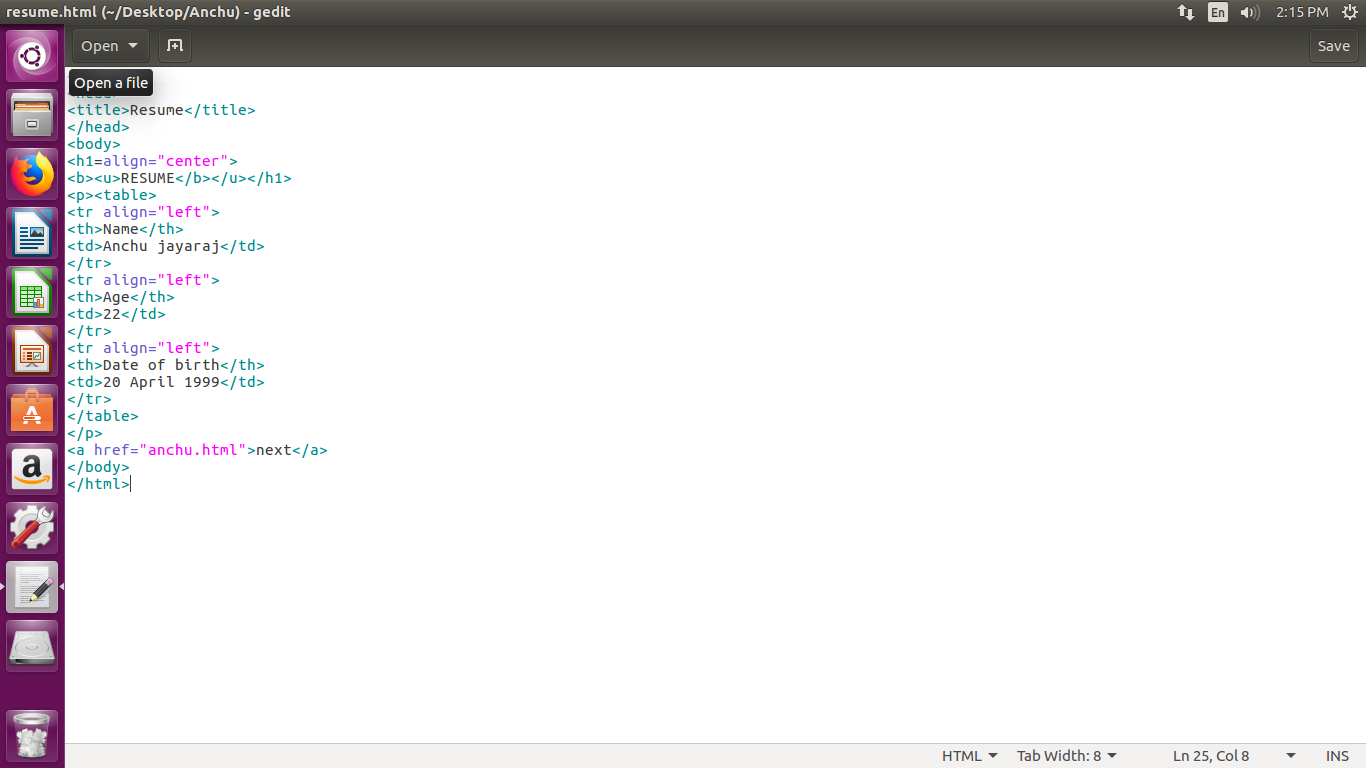 resume.html (~/Desktop/Anchu) - gedit
En
2:15 PM
Open
Save
Open a file
<title>Resume</title>
</head>
<body>
<h1=align="center">
<b><u>RESUME</b></u></h1>
<p><table>
<tr align="left">
<th>Name</th>
<td>Anchu jayaraj</td>
</tr>
<tr align="left">
<th>Age</th>
<td>22</td>
</tr>
<tr align="left">
<th>Date of birth</th>
<td>20 April 1999</td>
</tr>
</table>
</p>
<a href="anchu.html">next</a>
</body>
</html>
HTML
Tab Width: 8
Ln 25, Col 8
INS